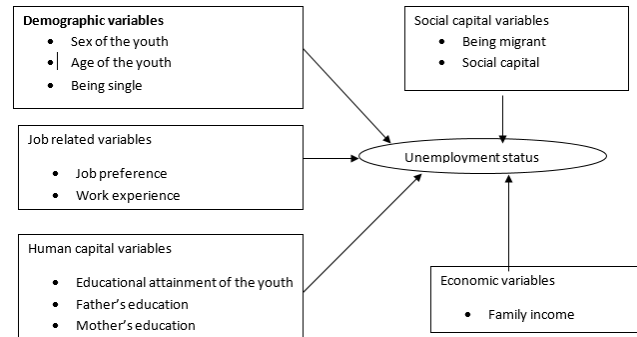 Demographic variables
• Sex of the youth
• Age of the youth
• Being single
Social capital variables
• Being migrant
• Social capital
Job related variables
• Job preference
• Work experience
Unemployment status
Human capital variables
• Educational attainment of the youth
• Father's education
• Mother's education
Economic variables
• Family income